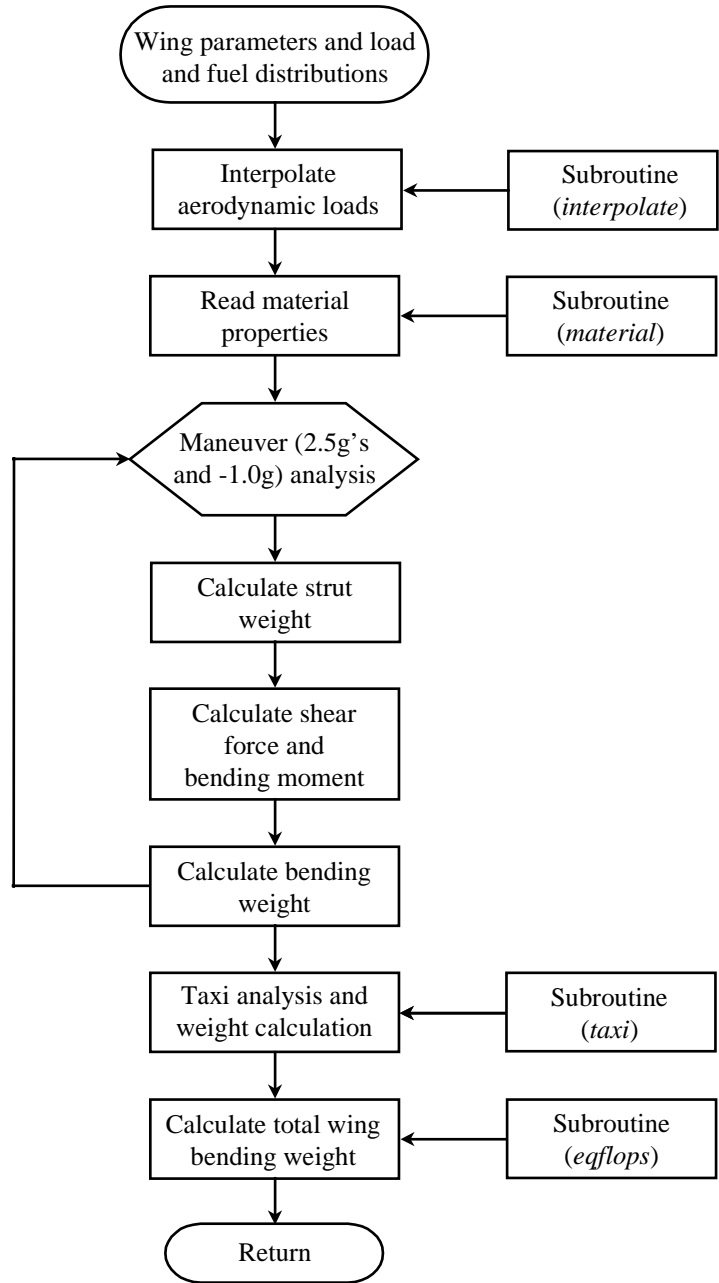 Wing parameters and load
and fuel distributions
Interpolate
aerodynamic loads
Subroutine
(interpolate)
Read material
properties
Subroutine
(material)
Maneuver (2.5g’s
and -1.0g) analysis
Calculate strut
weight
Calculate shear
force and
bending moment
Calculate bending
weight
Taxi analysis and
weight calculation
Subroutine
(taxi)
Calculate total wing
bending weight
Subroutine
(eqflops)
Return